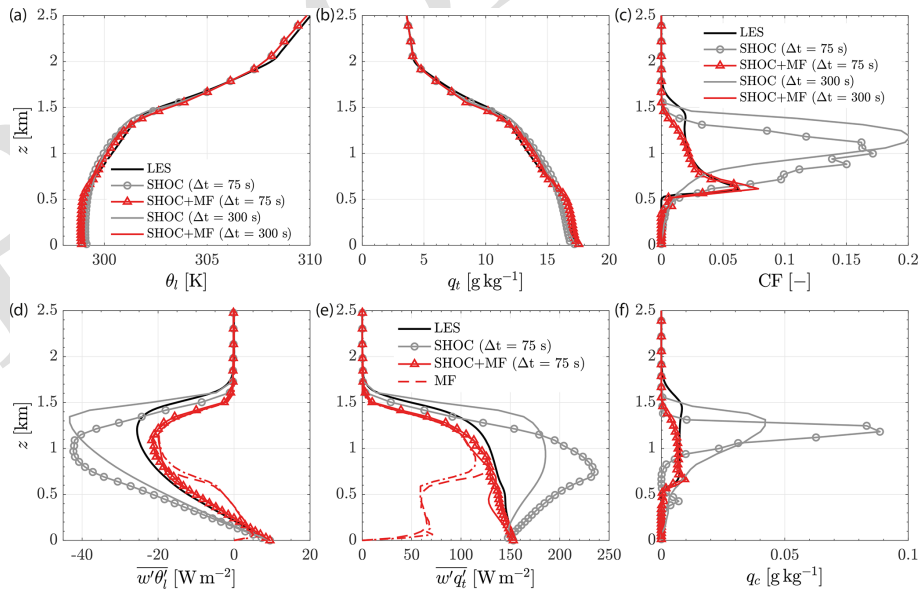 (a)
2.5
2
1.5
1
0.5
0
z [km]
300
305
310
θ_l [K]
LES
SHOC (Δt = 75 s)
SHOC+MF (Δt = 75 s)
SHOC (Δt = 300 s)
SHOC+MF (Δt = 300 s)
(b)
2.5
2
1.5
1
0.5
0
0
5
10
15
20
q_t [g kg⁻¹]
(c)
2.5
2
1.5
1
0.5
0
0
0.05
0.1
0.15
0.2
CF [−]
LES
SHOC (Δt = 75 s)
SHOC+MF (Δt = 75 s)
SHOC (Δt = 300 s)
SHOC+MF (Δt = 300 s)
(d)
2.5
2
1.5
1
0.5
0
z [km]
-40
-20
0
20
w′θ_l′ [W m⁻²]
(e)
2.5
2
1.5
1
0.5
0
0
50
100
150
200
250
w′q_t′ [W m⁻²]
LES
SHOC (Δt = 75 s)
SHOC+MF (Δt = 75 s)
MF
(f)
2.5
2
1.5
1
0.5
0
0
0.05
0.1
q_c [g kg⁻¹]